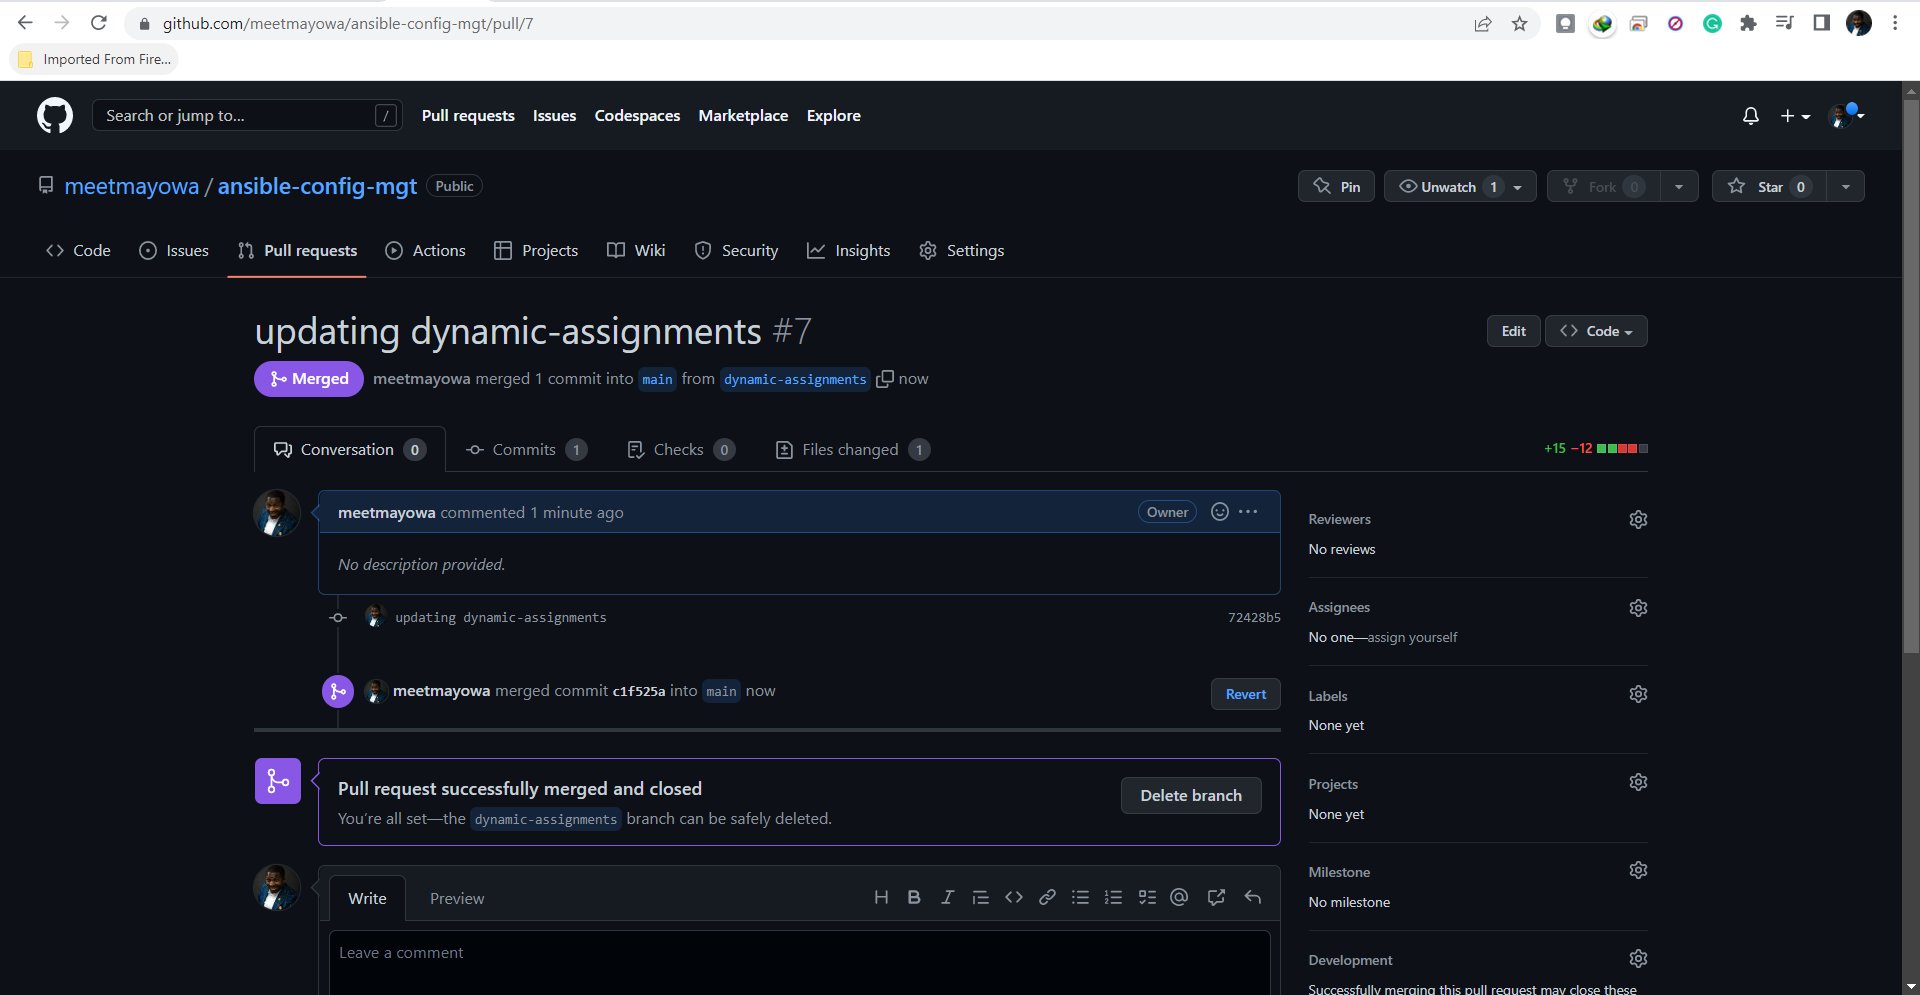 github.com/meetmayowa/ansible-config-mgt/pull/7
Imported From Fire...
Search or jump to... /
Pull requests Issues Codespaces Marketplace Explore
meetmayowa / ansible-config-mgt Public
Pin Unwatch 1 Fork 0 Star 0
Code Issues Pull requests Actions Projects Wiki Security Insights Settings
updating dynamic-assignments #7
Edit Code
Merged meetmayowa merged 1 commit into main from dynamic-assignments now
Conversation 0 Commits 1 Checks 0 Files changed 1 +15 −12
meetmayowa commented 1 minute ago Owner
No description provided.
updating dynamic-assignments 72428b5
meetmayowa merged commit c1f525a into main now Revert
Pull request successfully merged and closed
You're all set—the dynamic-assignments branch can be safely deleted.
Delete branch
Write Preview
Leave a comment
Reviewers
No reviews
Assignees
No one—assign yourself
Labels
None yet
Projects
None yet
Milestone
No milestone
Development
Successfully merging this pull request may close these